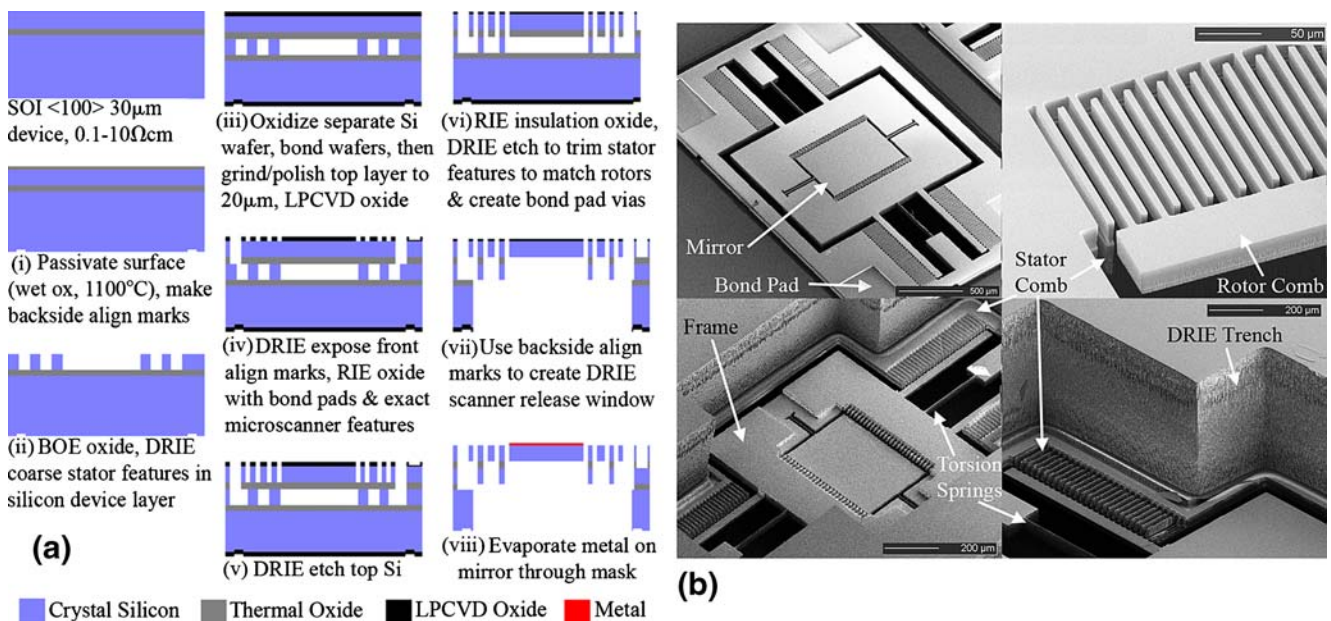 SOI <100> 30μm
device, 0.1-10Ωcm
(i) Passivate surface
(wet ox, 1100°C), make
backside align marks
(ii) BOE oxide, DRIE
coarse stator features in
silicon device layer
(a)
(iii) Oxidize separate Si
wafer, bond wafers, then
grind/polish top layer to
20μm, LPCVD oxide
(iv) DRIE expose front
align marks, RIE oxide
with bond pads & exact
microscanner features
(v) DRIE etch top Si
(vi) RIE insulation oxide,
DRIE etch to trim stator
features to match rotors
& create bond pad vias
(vii) Use backside align
marks to create DRIE
scanner release window
(viii) Evaporate metal on
mirror through mask
Crystal Silicon
Thermal Oxide
LPCVD Oxide
Metal
Mirror
Bond Pad
500 μm
50 μm
Stator
Comb
Rotor Comb
Frame
Torsion
Springs
200 μm
200 μm
DRIE Trench
(b)